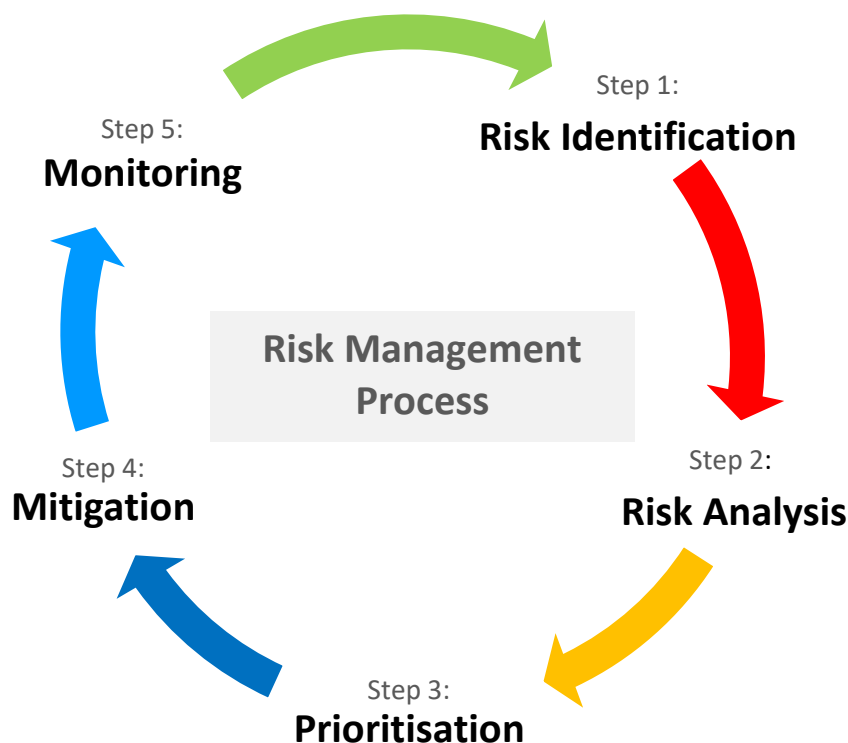 Step 1:
Risk Identification
Step 2:
Risk Analysis
Step 3:
Prioritisation
Step 4:
Mitigation
Step 5:
Monitoring
Risk Management
Process